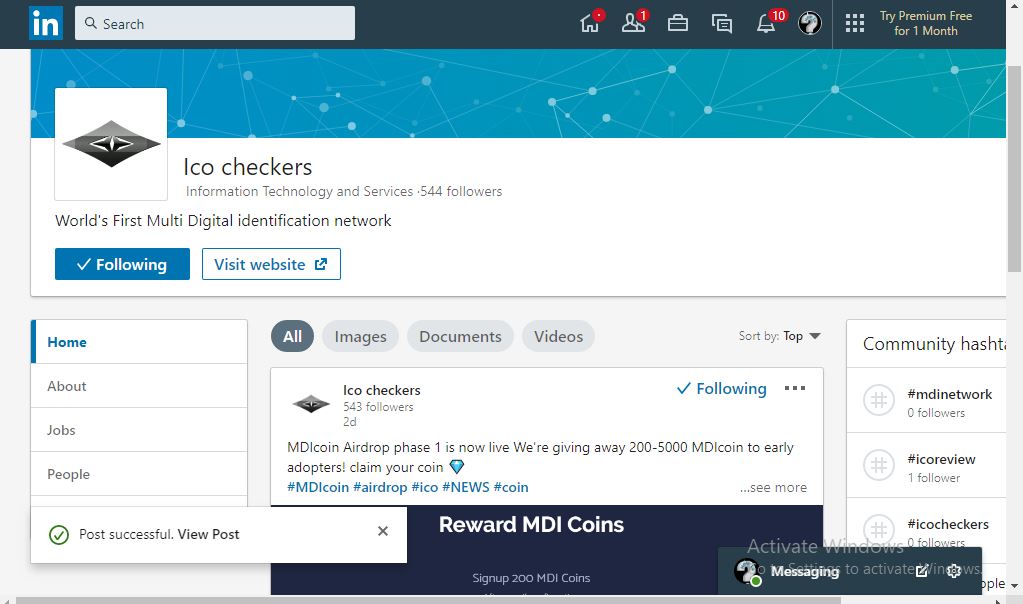 in
Search
1
10
Try Premium Free
for 1 Month
Ico checkers
Information Technology and Services ·544 followers
World's First Multi Digital identification network
Following
Visit website
Home
About
Jobs
People
All
Images
Documents
Videos
Sort by: Top
Ico checkers
543 followers
2d
Following
MDIcoin Airdrop phase 1 is now live We're giving away 200-5000 MDIcoin to early
adopters! claim your coin 💎
#MDIcoin #airdrop #ico #NEWS #coin
...see more
Reward MDI Coins
Signup 200 MDI Coins
Community hashta
#mdinetwork
0 followers
#icoreview
1 follower
#icocheckers
0 followers
Post successful. View Post
Activate Windows
Go to Settings to activate Windows.
Messaging
ople